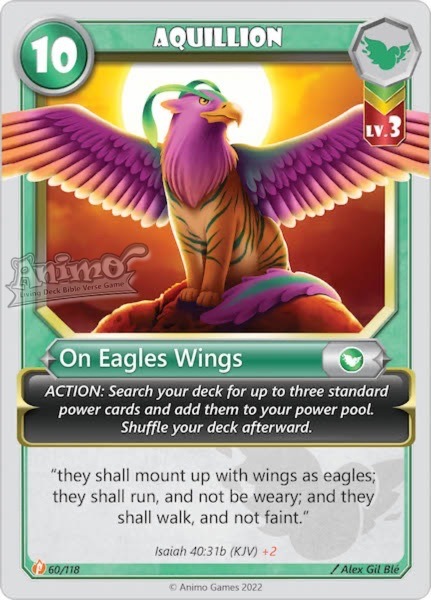 AQUILLION
10
LV.3
Animo
Living Deck Bible Verse Game
On Eagles Wings
ACTION: Search your deck for up to three standard
power cards and add them to your power pool.
Shuffle your deck afterward.
“they shall mount up with wings as eagles;
they shall run, and not be weary; and they
shall walk, and not faint.”
Isaiah 40:31b (KJV) +2
60/118
Alex Gil Blé
© Animo Games 2022